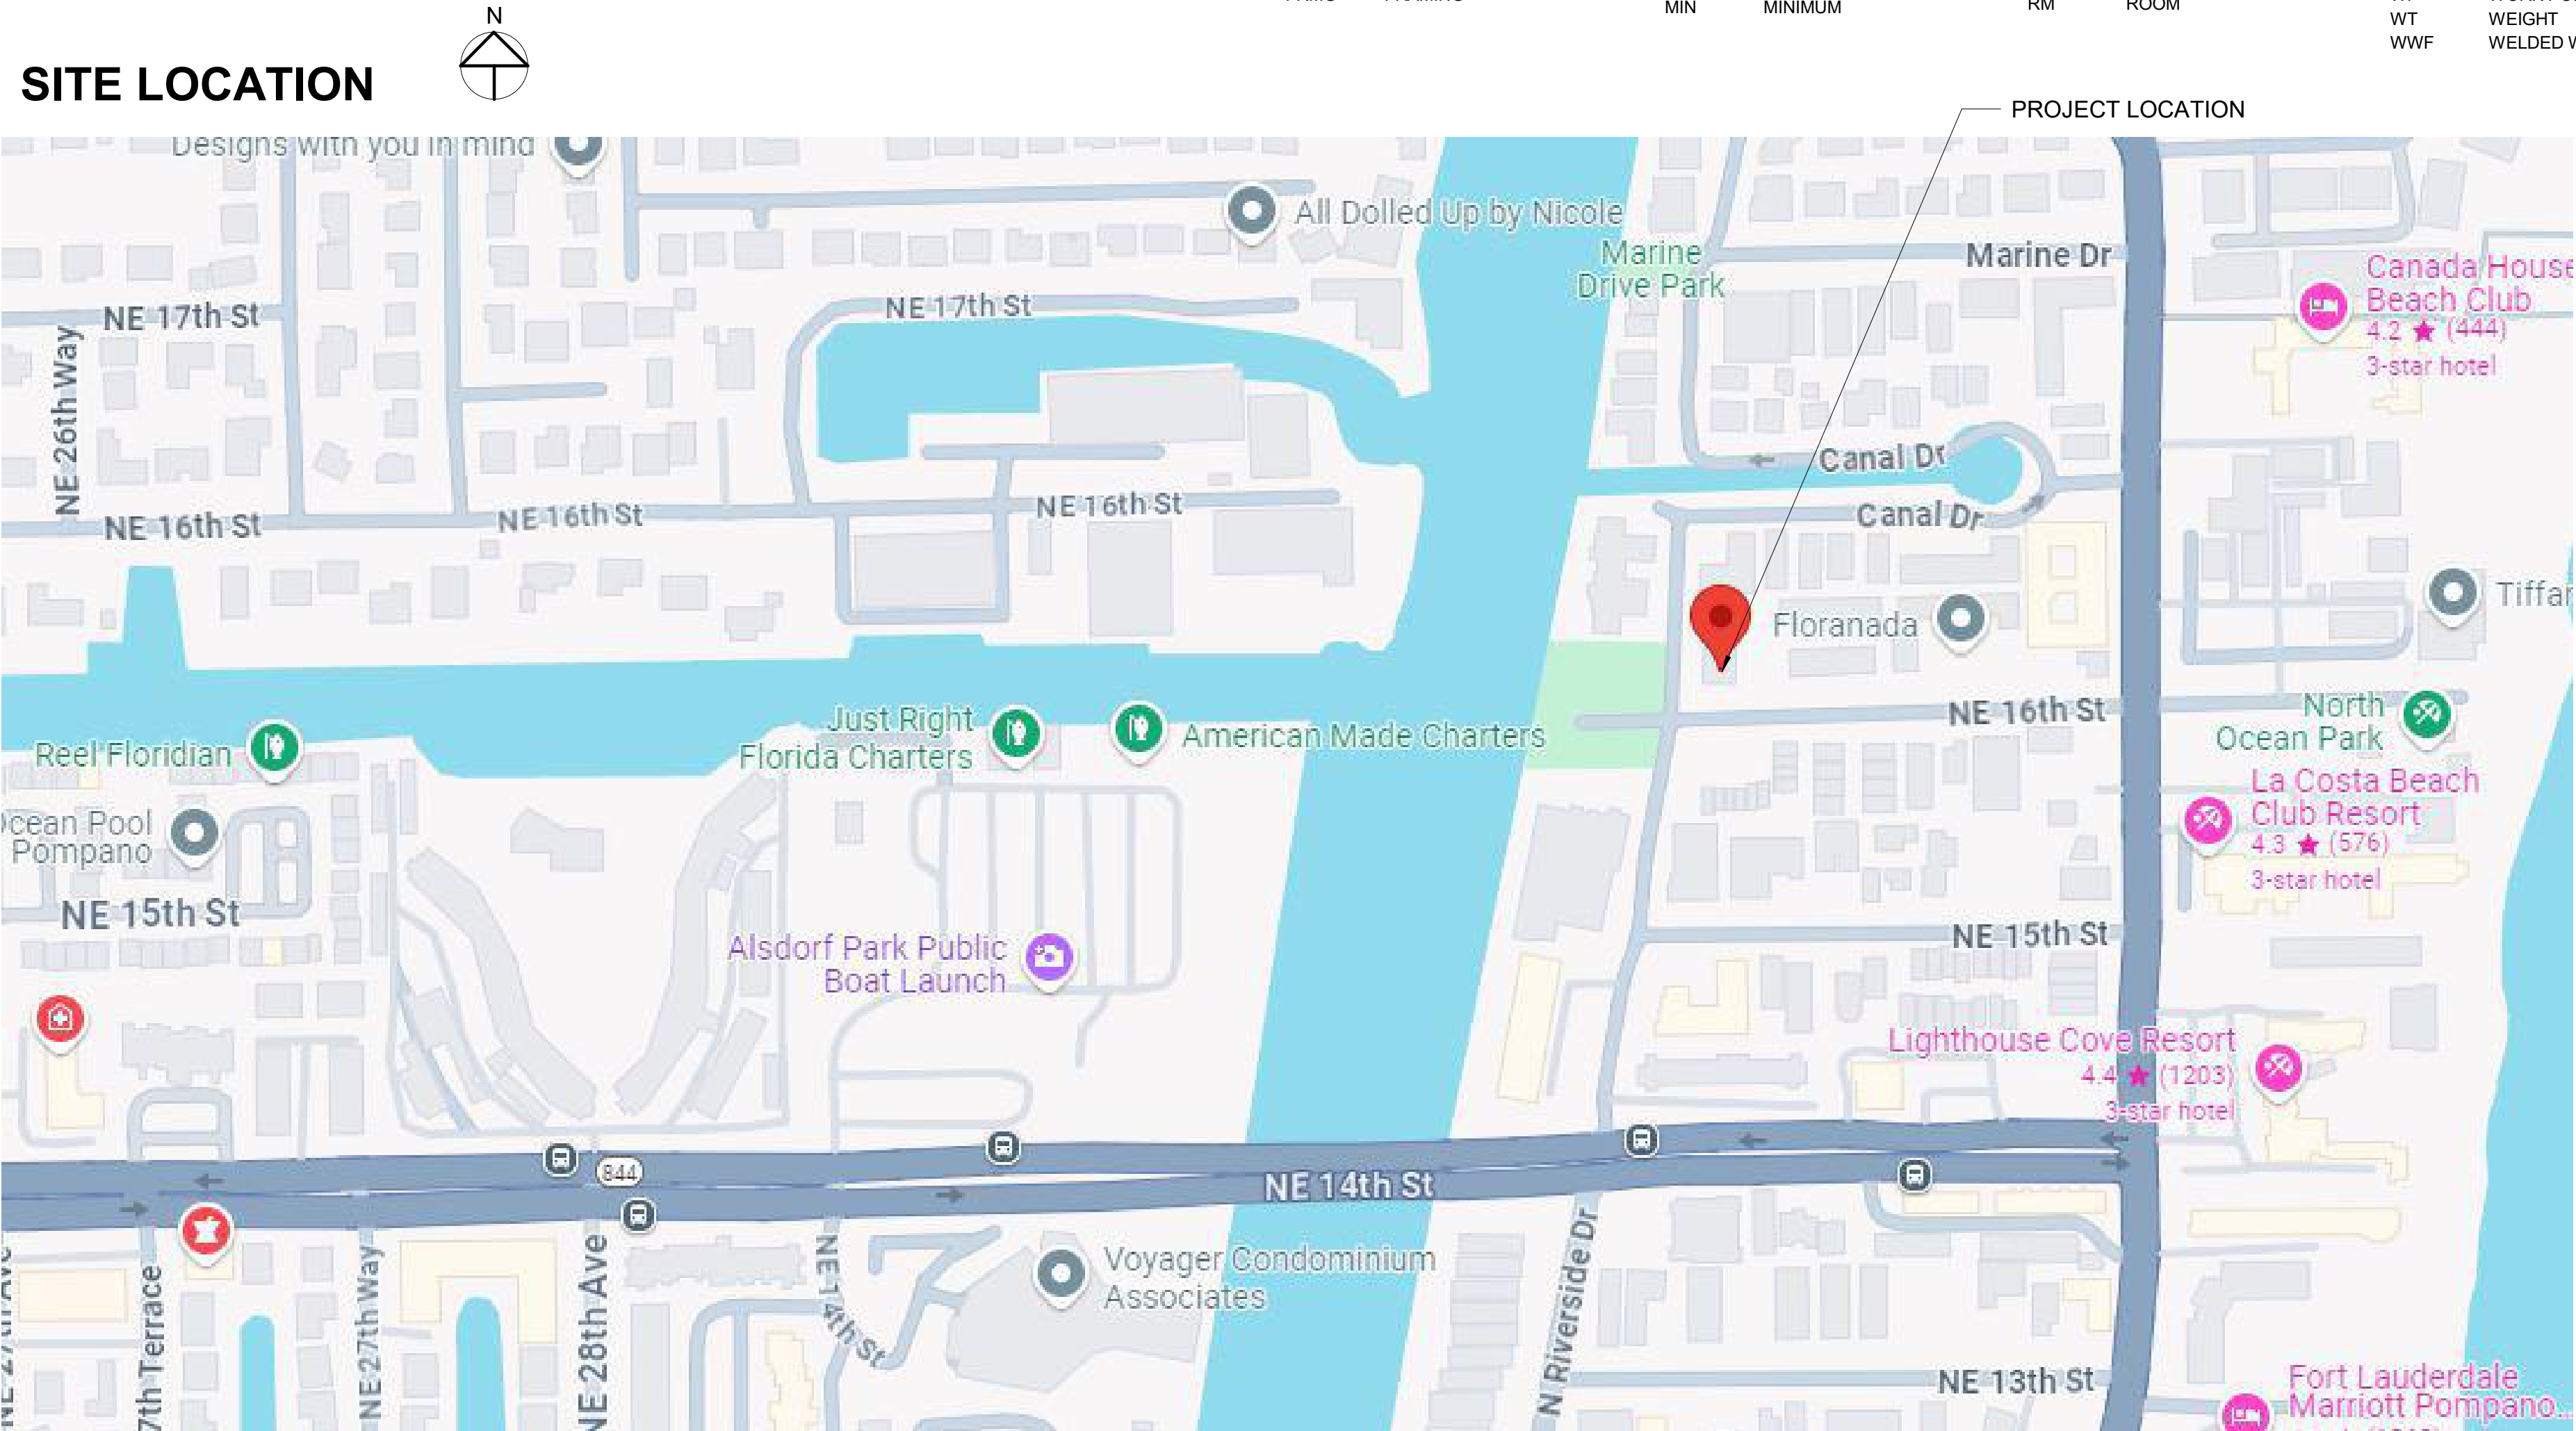 MIN MINIMUM
RM ROOM
WT WEIGHT
WWF WELDED
N
SITE LOCATION
PROJECT LOCATION
Designs with you in mind
All Dolled Up by Nicole
Marine
Drive Park
Marine Dr
Canada House
Beach Club
4.2 ★ (444)
3-star hotel
NE 17th St
NE 17th St
NE 26th Way
Canal Dr
Canal Dr
NE 16th St
NE 16th St
NE 16th St
Floranada
NE 16th St
North
Ocean Park
Just Right
Florida Charters
American Made Charters
Reel Floridian
La Costa Beach
Club Resort
4.3 ★ (576)
3-star hotel
Ocean Pool
Pompano
NE 15th St
NE 15th St
Alsdorf Park Public
Boat Launch
Lighthouse Cove Resort
4.4 ★ (1203)
3-star hotel
844
NE 14th St
7th Terrace
NE 27th Way
NE 28th Ave
NE 14th St
Voyager Condominium
Associates
N Riverside Dr
NE 13th St
Fort Lauderdale
Marriott Pompano...